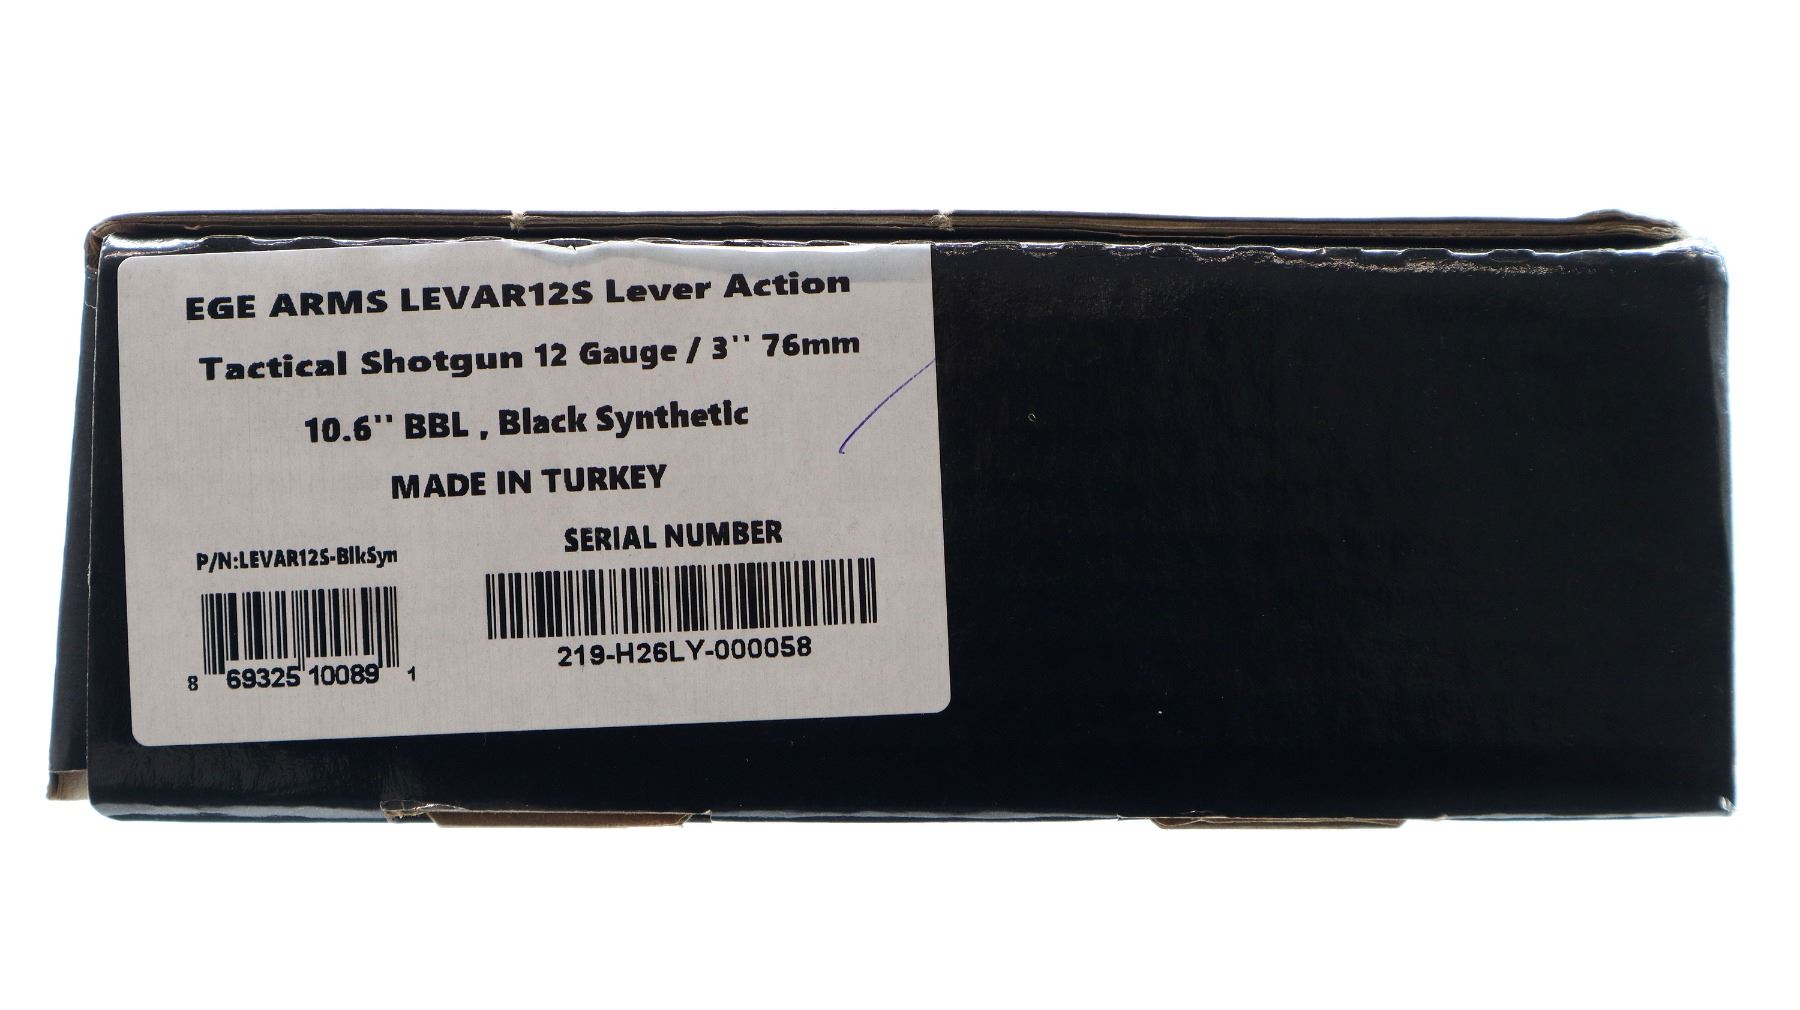 EGE ARMS LEVAR12S Lever Action
Tactical Shotgun 12 Gauge / 3'' 76mm
10.6'' BBL , Black Synthetic
MADE IN TURKEY
SERIAL NUMBER
P/N:LEVAR12S-BlkSyn
219-H26LY-000058
8 69325 10089 1